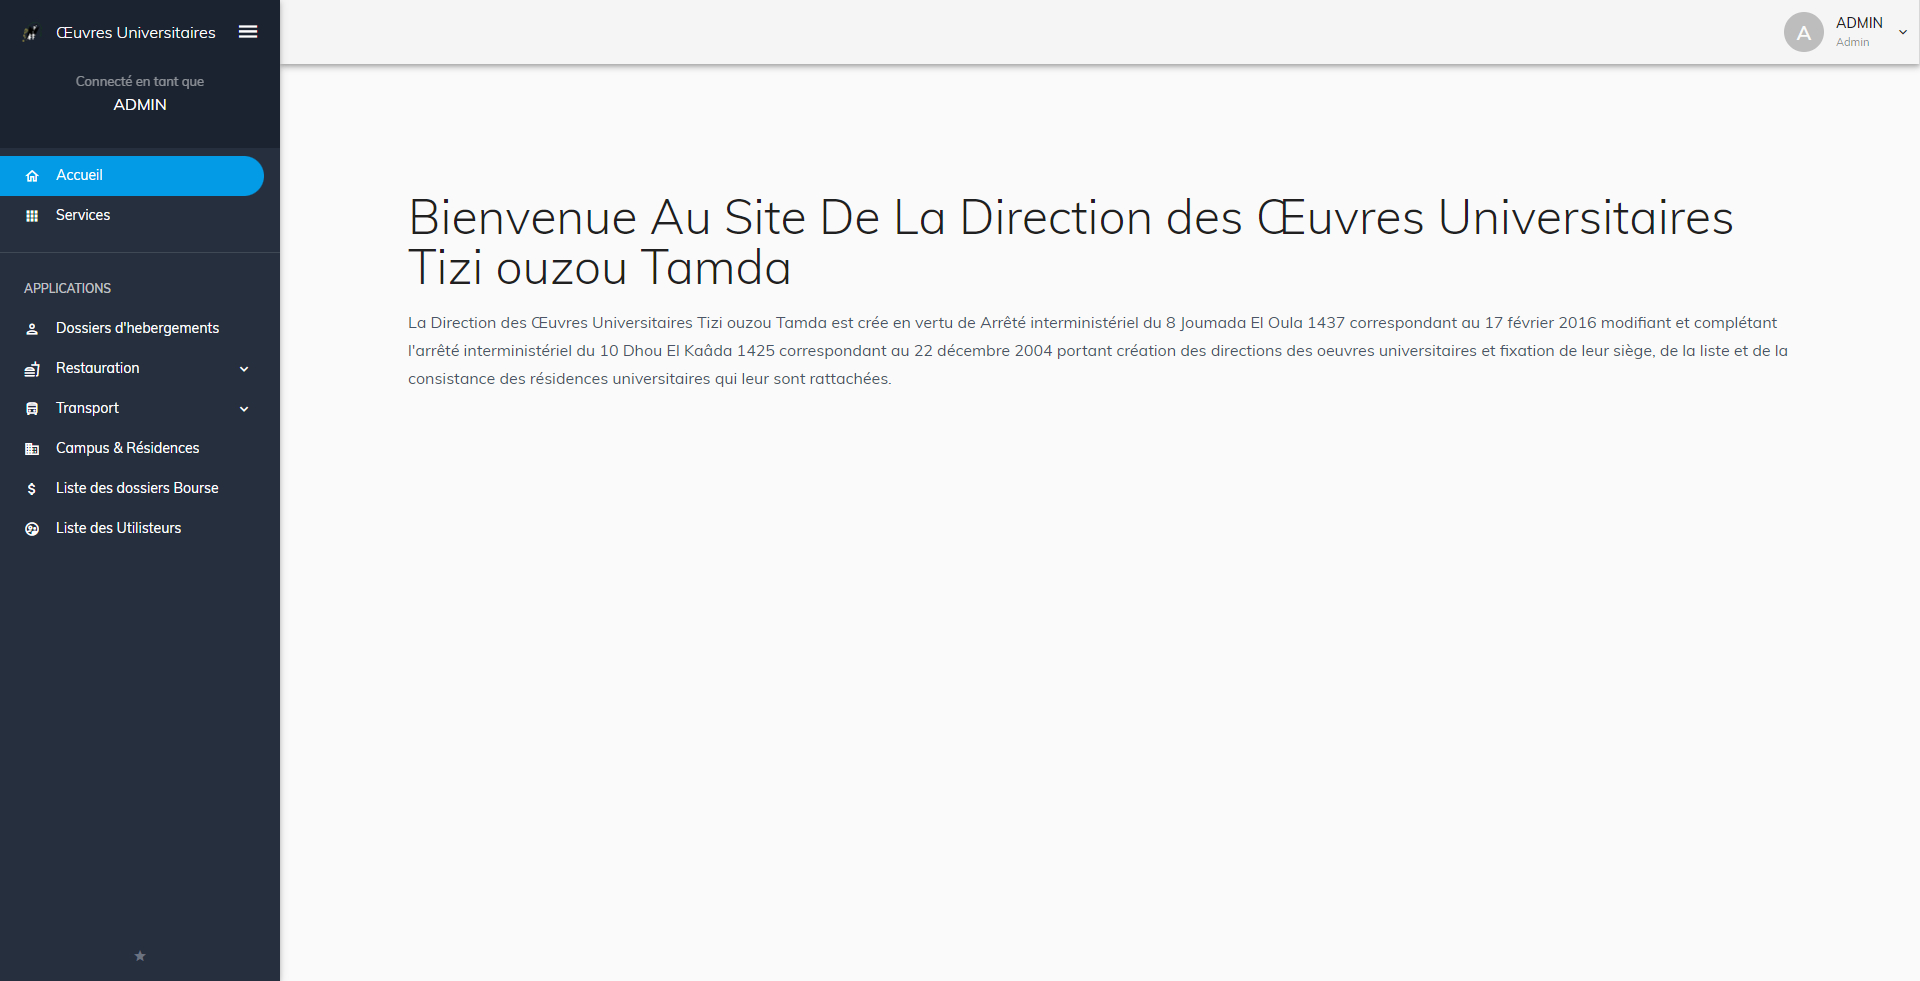 Œuvres Universitaires
Connecté en tant que
ADMIN
Accueil
Services
APPLICATIONS
Dossiers d'hebergements
Restauration
Transport
Campus & Résidences
Liste des dossiers Bourse
Liste des Utilisteurs
A
ADMIN
Admin
Bienvenue Au Site De La Direction des Œuvres Universitaires
Tizi ouzou Tamda
La Direction des Œuvres Universitaires Tizi ouzou Tamda est crée en vertu de Arrêté interministériel du 8 Joumada El Oula 1437 correspondant au 17 février 2016 modifiant et complétant
l'arrêté interministériel du 10 Dhou El Kaâda 1425 correspondant au 22 décembre 2004 portant création des directions des oeuvres universitaires et fixation de leur siège, de la liste et de la
consistance des résidences universitaires qui leur sont rattachées.